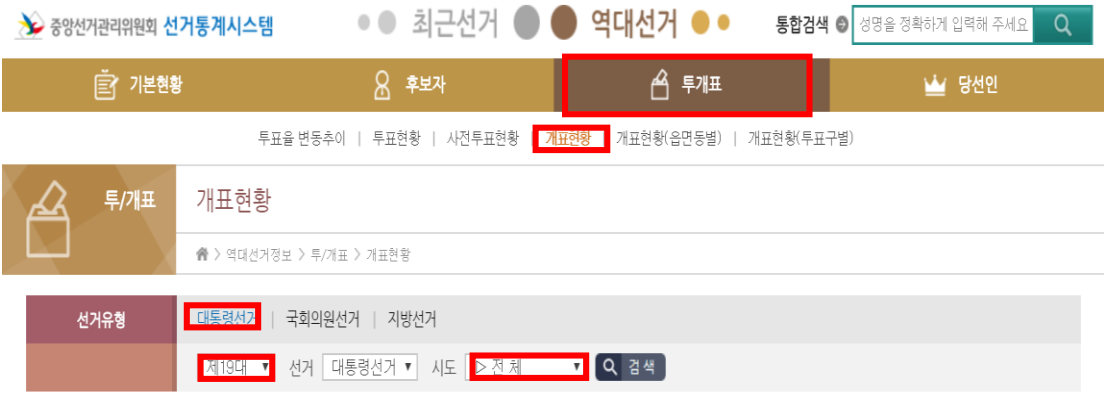 중앙선거관리위원회 선거통계시스템 최근선거 역대선거 통합검색 성명을 정확하게 입력해 주세요
기본현황 후보자 투개표 당선인
투표율 변동추이 | 투표현황 | 사전투표현황 | 개표현황 | 개표현황(읍면동별) | 개표현황(투표구별)
투/개표 개표현황
> 역대선거정보 > 투/개표 > 개표현황
선거유형 대통령선거 | 국회의원선거 | 지방선거
제19대 ▼ 선거 대통령선거 ▼ 시도 ▷ 전 체 ▼ 검색